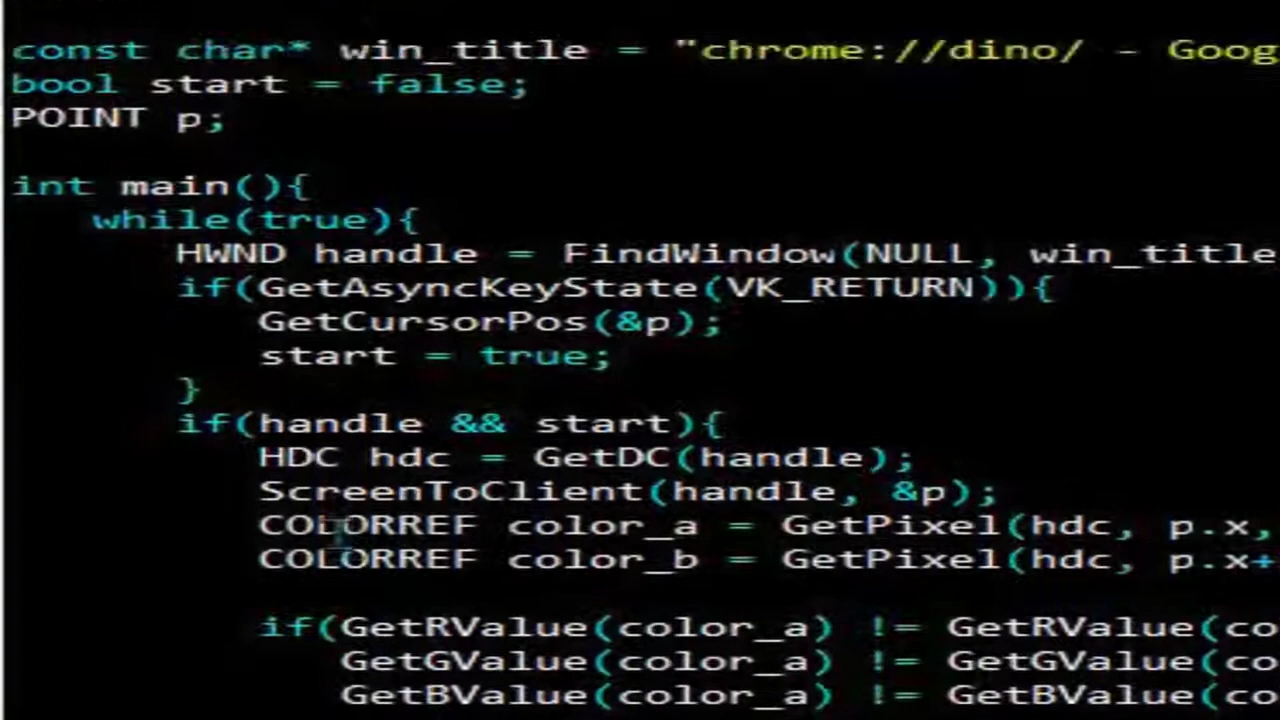 const char* win_title = "chrome://dino/ - Goog
bool start = false;
POINT p;
int main(){
while(true){
HWND handle = FindWindow(NULL, win_title
if(GetAsyncKeyState(VK_RETURN)){
GetCursorPos(&p);
start = true;
}
if(handle && start){
HDC hdc = GetDC(handle);
ScreenToClient(handle, &p);
COLORREF color_a = GetPixel(hdc, p.x,
COLORREF color_b = GetPixel(hdc, p.x+
if(GetRValue(color_a) != GetRValue(co
GetGValue(color_a) != GetGValue(co
GetBValue(color_a) != GetBValue(co